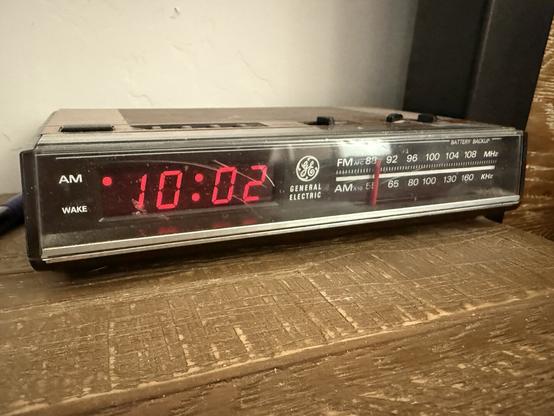 AM
WAKE
10:02
GE
GENERAL
ELECTRIC
BATTERY BACKUP
FM 88 92 96 100 104 108 MHz
AM 65 80 100 130 160 KHz